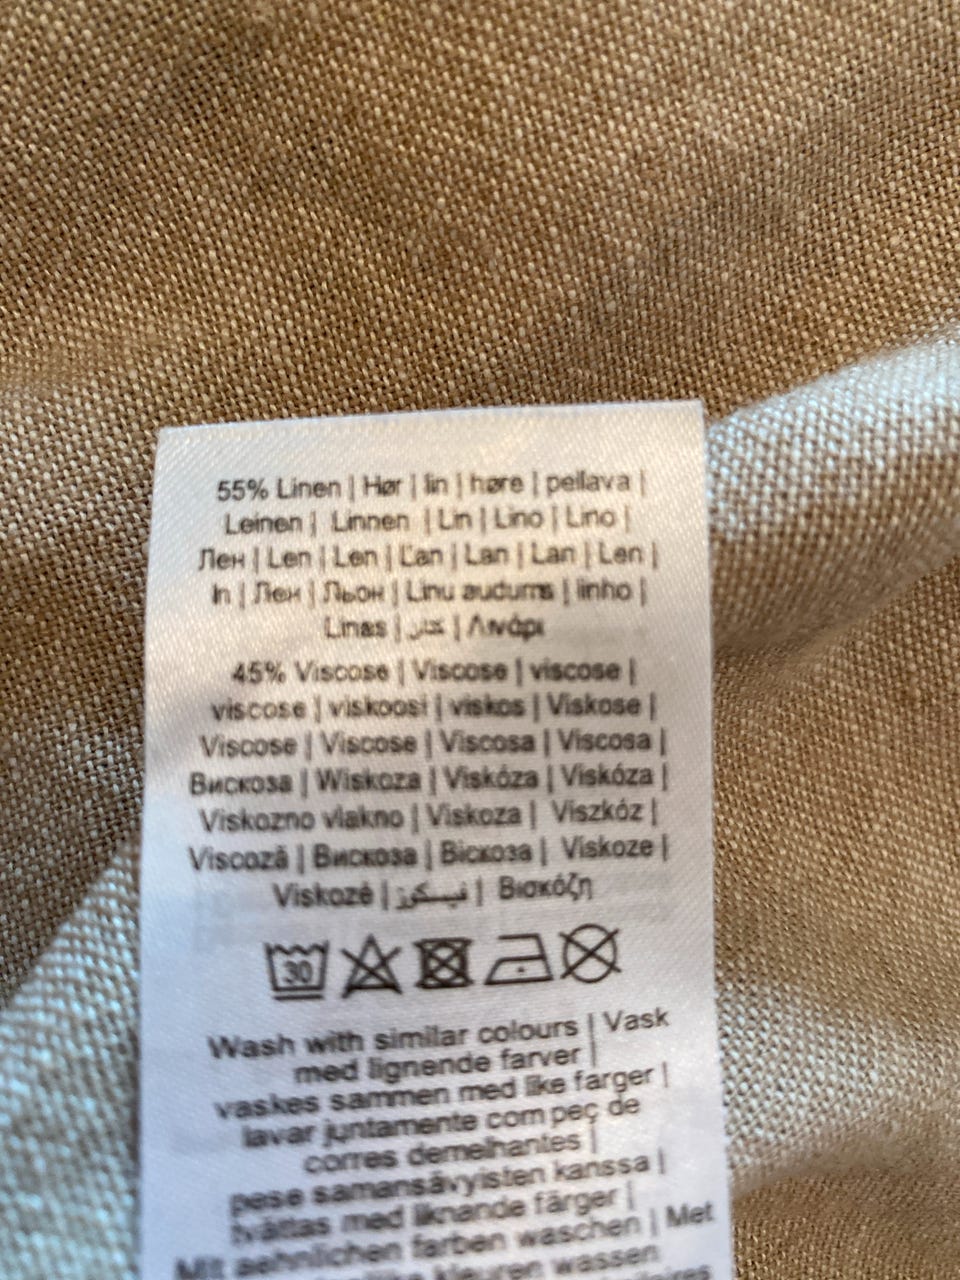 55% Linen | Hør | lin | høre | pellava |
Leinen | Linnen | Lin | Lino | Lino |
Лен | Len | Len | Ľan | Lan | Lan | Len |
In | Лен | Льон | Linu audums | linho |
Linas | كتان | Λινάρι
45% Viscose | Viscose | viscose |
viscose | viskoosi | viskos | Viskose |
Viscose | Viscose | Viscosa | Viscosa |
Вискоза | Wiskoza | Viskóza | Viskóza |
Viskozno vlakno | Viskoza | Viszkóz |
Viscoză | Вискоза | Віскоза | Viskoze |
Viskozė | فيسكوز | Βισκόζη
30
Wash with similar colours | Vask
med lignende farver |
vaskes sammen med like farger |
lavar juntamente com peç de
corres demelhantes |
pese samansävyisten kanssa |
tvättas med liknande färger |
Mit aehnlichen farben waschen | Met
kleuren wassen